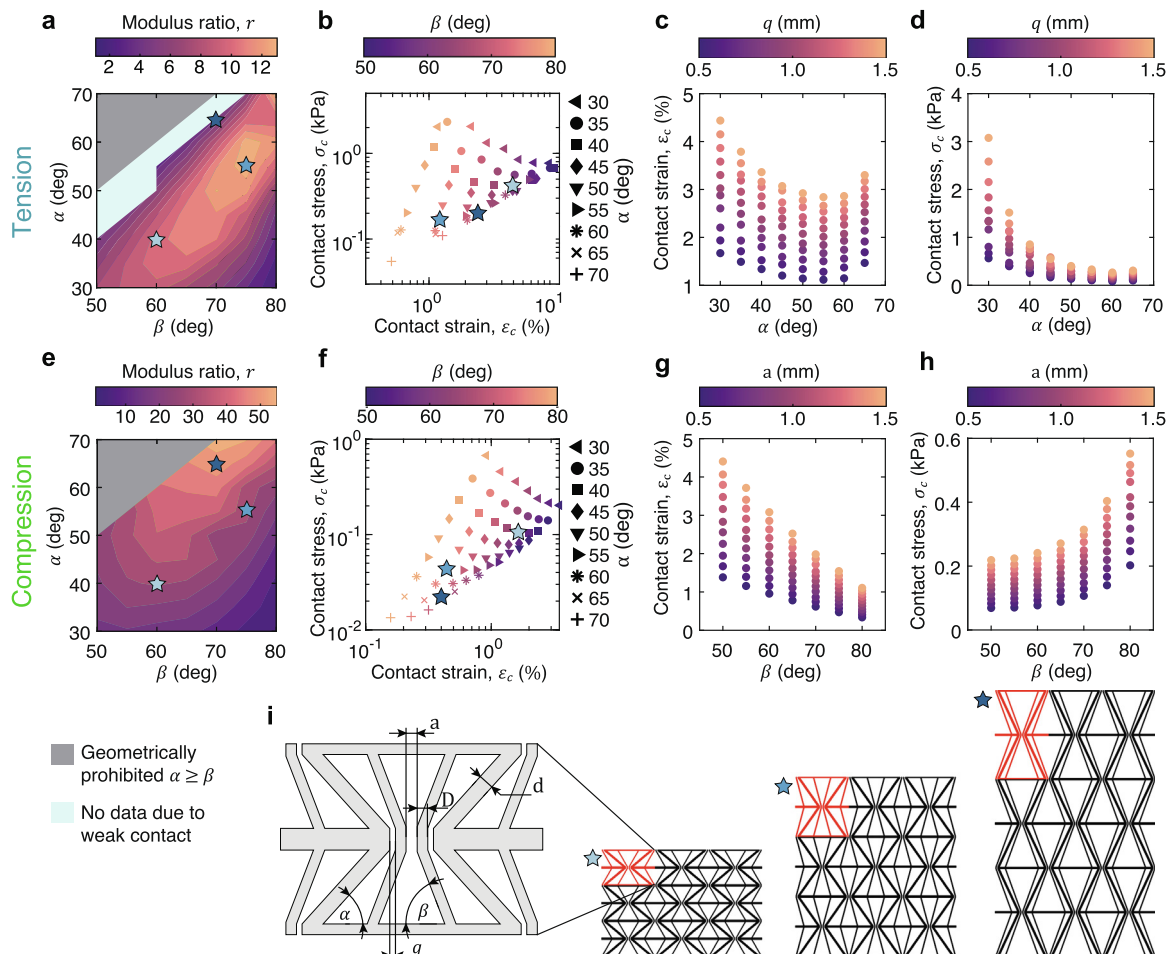 a
Modulus ratio, r
2 4 6 8 10 12
70
60
50
40
30
50 60 70 80
α (deg)
β (deg)
Tension
b
β (deg)
50 60 70 80
Contact stress, σc (kPa)
10^0
10^-1
10^0 10^1
Contact strain, εc (%)
30
35
40
45
50
55
60
65
70
α (deg)
c
q (mm)
0.5 1.0 1.5
Contact strain, εc (%)
5
4
3
2
1
30 40 50 60 70
α (deg)
d
q (mm)
0.5 1.0 1.5
Contact stress, σc (kPa)
4
3
2
1
0
30 40 50 60 70
α (deg)
e
Modulus ratio, r
10 20 30 40 50
70
60
50
40
30
50 60 70 80
α (deg)
β (deg)
Compression
f
β (deg)
50 60 70 80
Contact stress, σc (kPa)
10^0
10^-1
10^-2
10^-1 10^0
Contact strain, εc (%)
30
35
40
45
50
55
60
65
70
α (deg)
g
a (mm)
0.5 1.0 1.5
Contact strain, εc (%)
5
4
3
2
1
0
50 60 70 80
β (deg)
h
a (mm)
0.5 1.0 1.5
Contact stress, σc (kPa)
0.6
0.4
0.2
0
50 60 70 80
β (deg)
Geometrically
prohibited α ≥ β
No data due to
weak contact
i
a
d
D
α
β
q